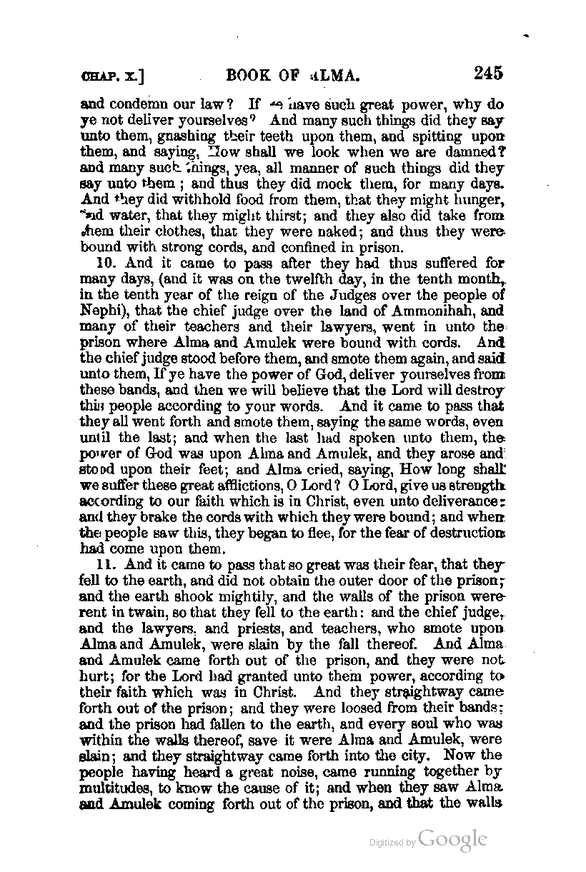 CHAP. X.] BOOK OF ALMA. 245
and condemn our law? If ye have such great power, why do
ye not deliver yourselves? And many such things did they say
unto them, gnashing their teeth upon them, and spitting upon
them, and saying, How shall we look when we are damned?
and many such things, yea, all manner of such things did they
say unto them; and thus they did mock them, for many days.
And they did withhold food from them, that they might hunger,
and water, that they might thirst; and they also did take from
them their clothes, that they were naked; and thus they were
bound with strong cords, and confined in prison.
10. And it came to pass after they had thus suffered for
many days, (and it was on the twelfth day, in the tenth month,
in the tenth year of the reign of the Judges over the people of
Nephi), that the chief judge over the land of Ammonihah, and
many of their teachers and their lawyers, went in unto the
prison where Alma and Amulek were bound with cords. And
the chief judge stood before them, and smote them again, and said
unto them, If ye have the power of God, deliver yourselves from
these bands, and then we will believe that the Lord will destroy
this people according to your words. And it came to pass that
they all went forth and smote them, saying the same words, even
until the last; and when the last had spoken unto them, the
power of God was upon Alma and Amulek, and they arose and
stood upon their feet; and Alma cried, saying, How long shall
we suffer these great afflictions, O Lord? O Lord, give us strength
according to our faith which is in Christ, even unto deliverance:
and they brake the cords with which they were bound; and when
the people saw this, they began to flee, for the fear of destruction
had come upon them.
11. And it came to pass that so great was their fear, that they
fell to the earth, and did not obtain the outer door of the prison;
and the earth shook mightily, and the walls of the prison were
rent in twain, so that they fell to the earth: and the chief judge,
and the lawyers, and priests, and teachers, who smote upon
Alma and Amulek, were slain by the fall thereof. And Alma
and Amulek came forth out of the prison, and they were not
hurt; for the Lord had granted unto them power, according to
their faith which was in Christ. And they straightway came
forth out of the prison; and they were loosed from their bands:
and the prison had fallen to the earth, and every soul who was
within the walls thereof, save it were Alma and Amulek, were
slain; and they straightway came forth into the city. Now the
people having heard a great noise, came running together by
multitudes, to know the cause of it; and when they saw Alma
and Amulek coming forth out of the prison, and that the walls
Digitized by Google